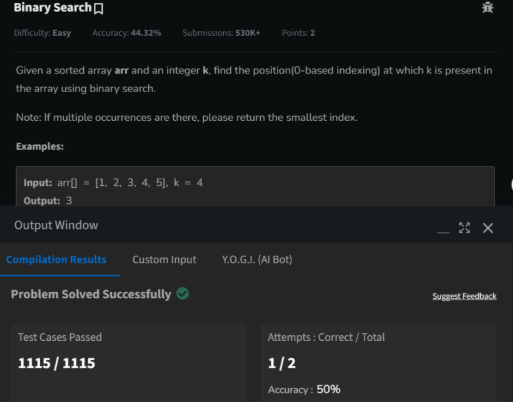 Binary Search
Difficulty: Easy Accuracy: 44.32% Submissions: 530K+ Points: 2
Given a sorted array arr and an integer k, find the position(0-based indexing) at which k is present in
the array using binary search.
Note: If multiple occurrences are there, please return the smallest index.
Examples:
Input: arr[] = [1, 2, 3, 4, 5], k = 4
Output: 3
Output Window
Compilation Results Custom Input Y.O.G.I. (AI Bot)
Problem Solved Successfully
Suggest Feedback
Test Cases Passed
1115 / 1115
Attempts : Correct / Total
1 / 2
Accuracy : 50%